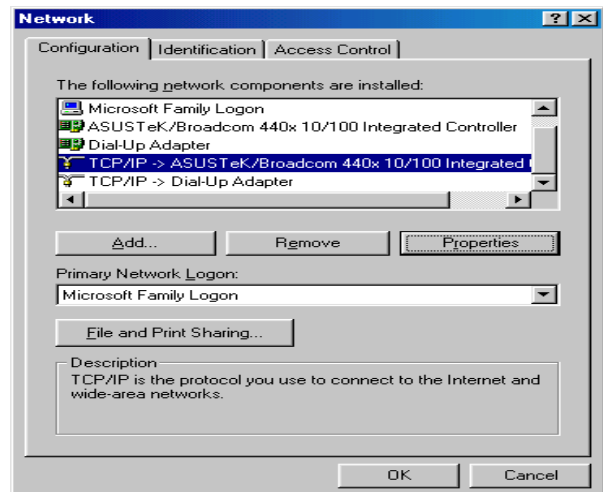 Network
Configuration Identification Access Control
The following network components are installed:
Microsoft Family Logon
ASUSTeK/Broadcom 440x 10/100 Integrated Controller
Dial-Up Adapter
TCP/IP -> ASUSTeK/Broadcom 440x 10/100 Integrated
TCP/IP -> Dial-Up Adapter
Add... Remove Properties
Primary Network Logon:
Microsoft Family Logon
File and Print Sharing...
Description
TCP/IP is the protocol you use to connect to the Internet and
wide-area networks.
OK Cancel